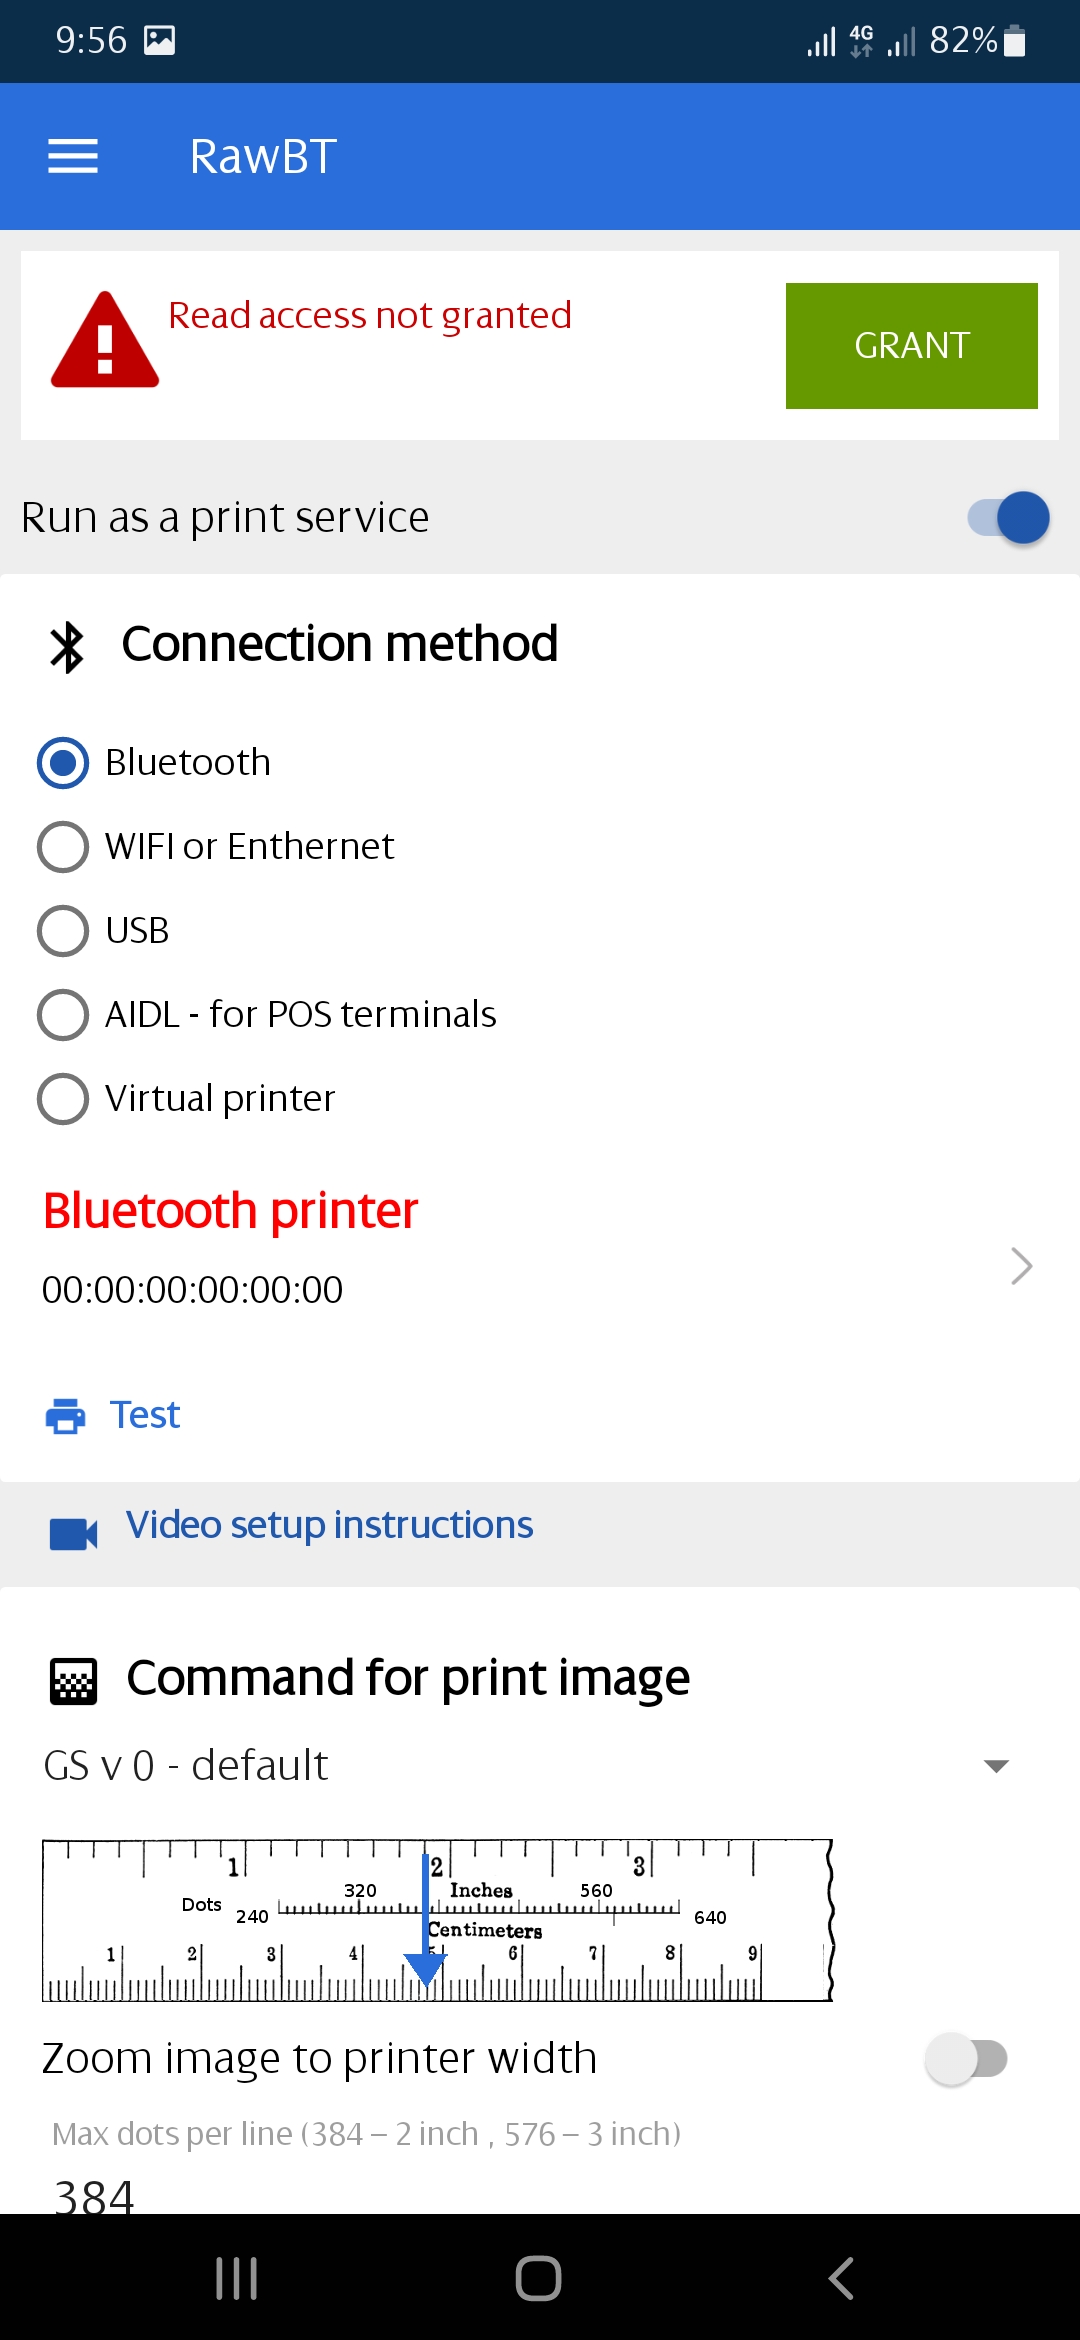 9:56
4G
82%
RawBT
Read access not granted
GRANT
Run as a print service
Connection method
Bluetooth
WIFI or Enthernet
USB
AIDL - for POS terminals
Virtual printer
Bluetooth printer
00:00:00:00:00:00
Test
Video setup instructions
Command for print image
GS v 0 - default
1 2 3
320 Inches 560
Dots 240 640
Centimeters
1 2 3 4 5 6 7 8 9
Zoom image to printer width
Max dots per line (384 – 2 inch , 576 – 3 inch)
384